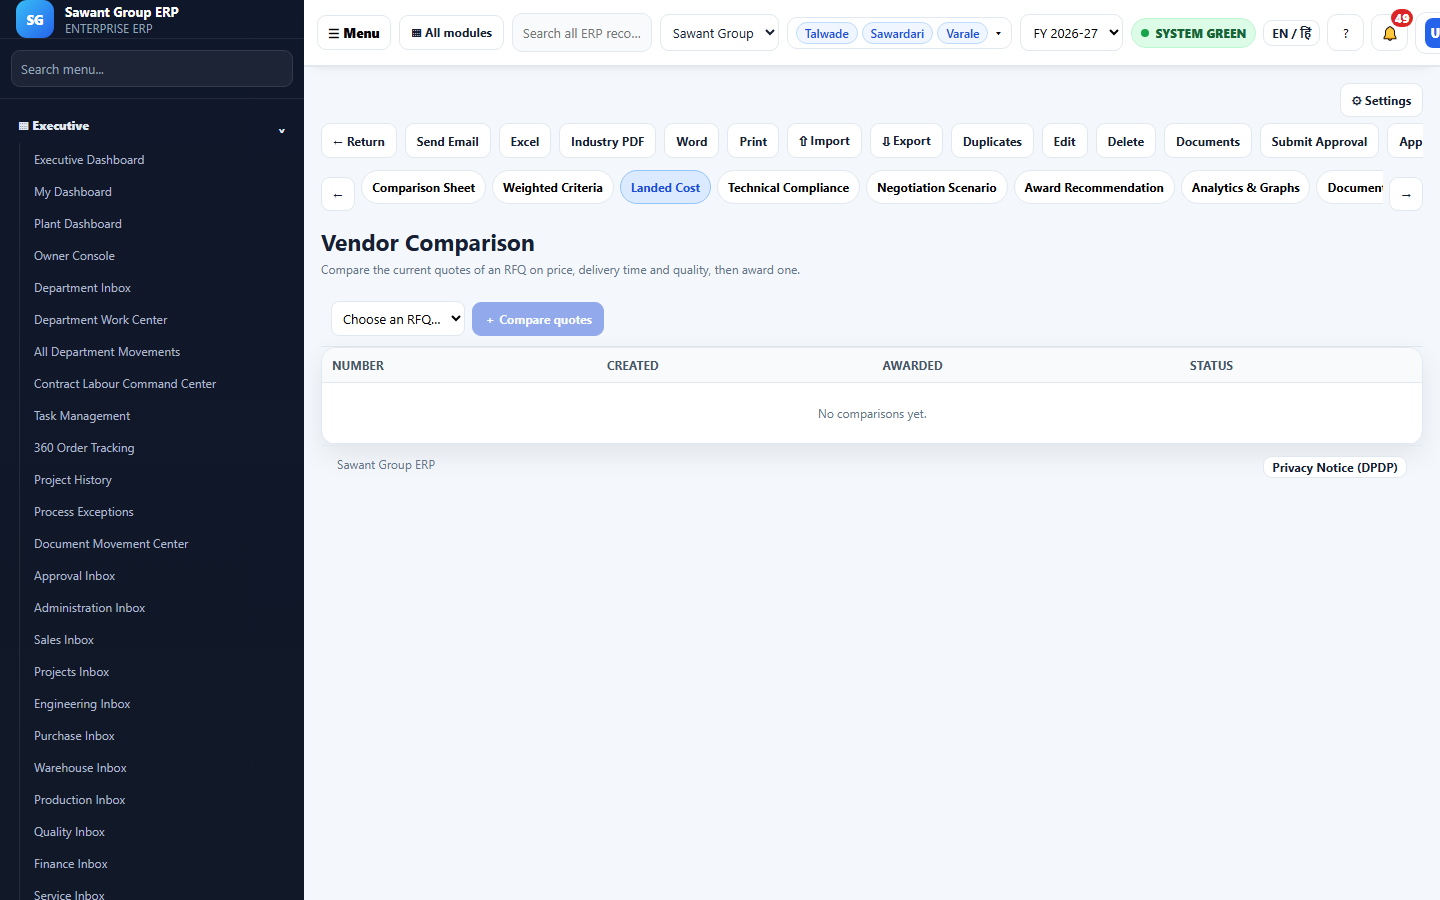 SG
Sawant Group ERP
ENTERPRISE ERP
Search menu...
Executive
Executive Dashboard
My Dashboard
Plant Dashboard
Owner Console
Department Inbox
Department Work Center
All Department Movements
Contract Labour Command Center
Task Management
360 Order Tracking
Project History
Process Exceptions
Document Movement Center
Approval Inbox
Administration Inbox
Sales Inbox
Projects Inbox
Engineering Inbox
Purchase Inbox
Warehouse Inbox
Production Inbox
Quality Inbox
Finance Inbox
Service Inbox
☰ Menu
All modules
Search all ERP reco...
Sawant Group
Talwade Sawardari Varale
FY 2026-27
SYSTEM GREEN
EN / हिं
?
49
U
⚙ Settings
← Return
Send Email
Excel
Industry PDF
Word
Print
⇧ Import
⇩ Export
Duplicates
Edit
Delete
Documents
Submit Approval
App
←
Comparison Sheet
Weighted Criteria
Landed Cost
Technical Compliance
Negotiation Scenario
Award Recommendation
Analytics & Graphs
Document
→
Vendor Comparison
Compare the current quotes of an RFQ on price, delivery time and quality, then award one.
Choose an RFQ...
+ Compare quotes
NUMBER CREATED AWARDED STATUS
No comparisons yet.
Sawant Group ERP
Privacy Notice (DPDP)